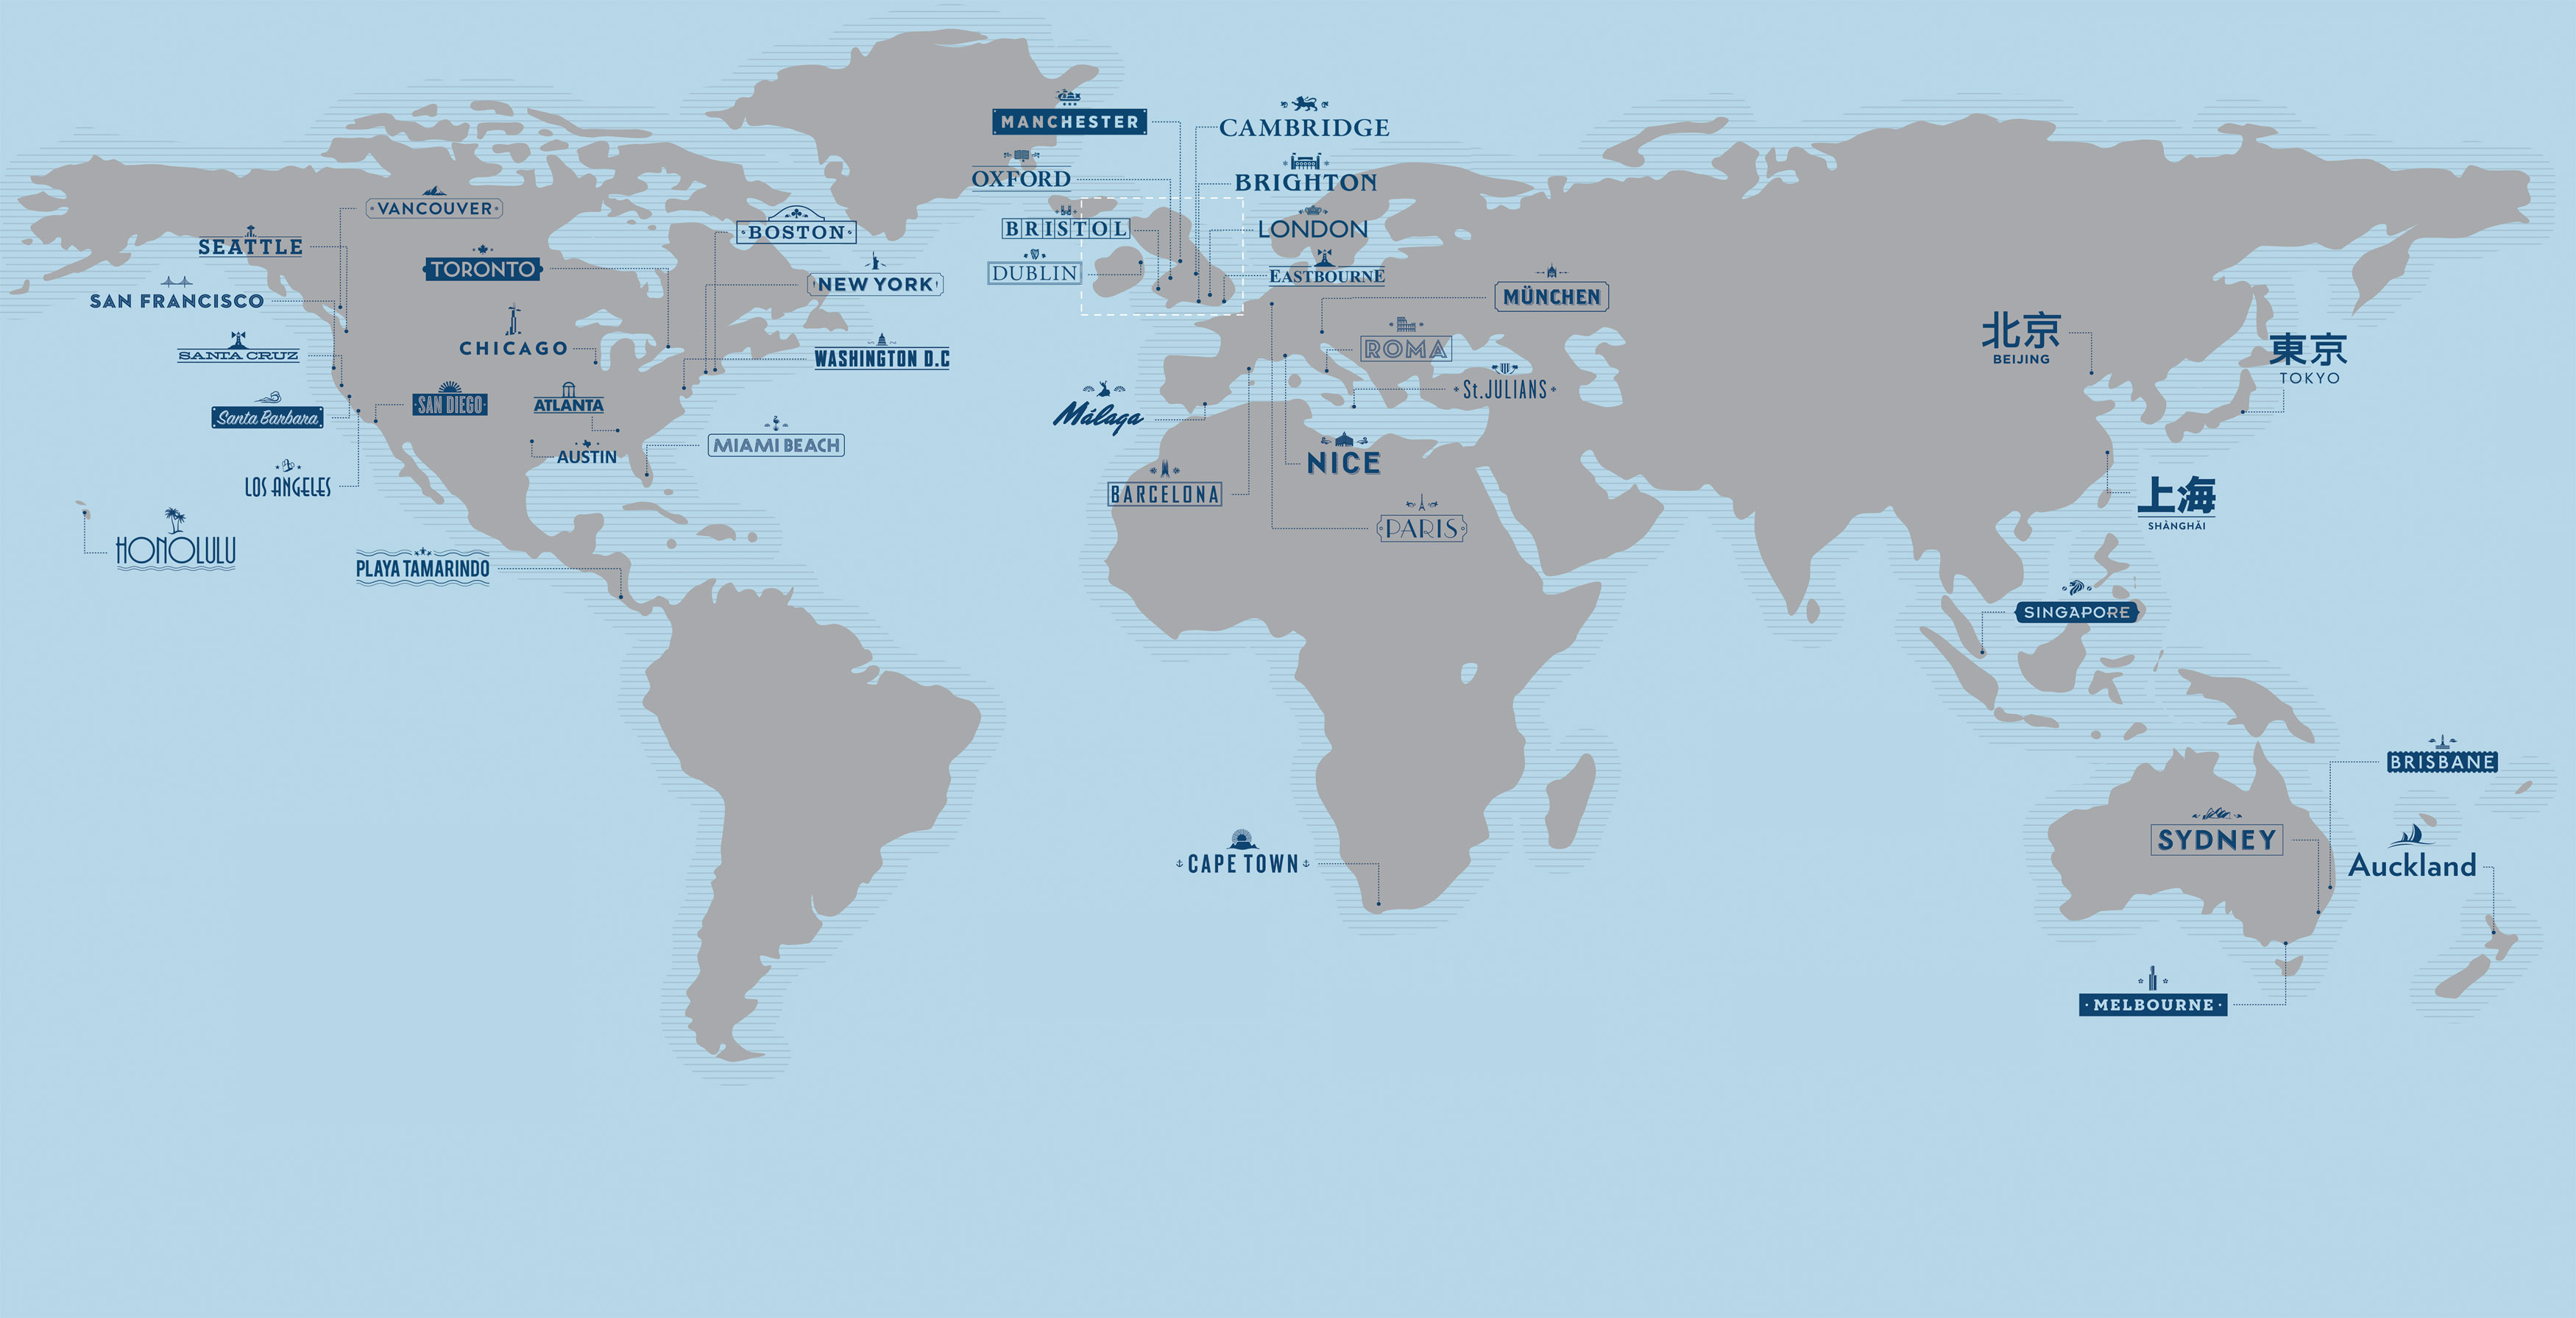 MANCHESTER
CAMBRIDGE
OXFORD
BRIGHTON
VANCOUVER
BRISTOL
LONDON
BOSTON
SEATTLE
TORONTO
DUBLIN
EASTBOURNE
NEW YORK
SAN FRANCISCO
MÜNCHEN
北京
BEIJING
東京
TOKYO
SANTA CRUZ
CHICAGO
WASHINGTON D.C
ROMA
St.JULIANS
Santa Barbara
SAN DIEGO
ATLANTA
Málaga
MIAMI BEACH
AUSTIN
NICE
LOS ANGELES
BARCELONA
上海
SHÀNGHǍI
PARIS
HONOLULU
PLAYA TAMARINDO
SINGAPORE
BRISBANE
SYDNEY
CAPE TOWN
Auckland
MELBOURNE